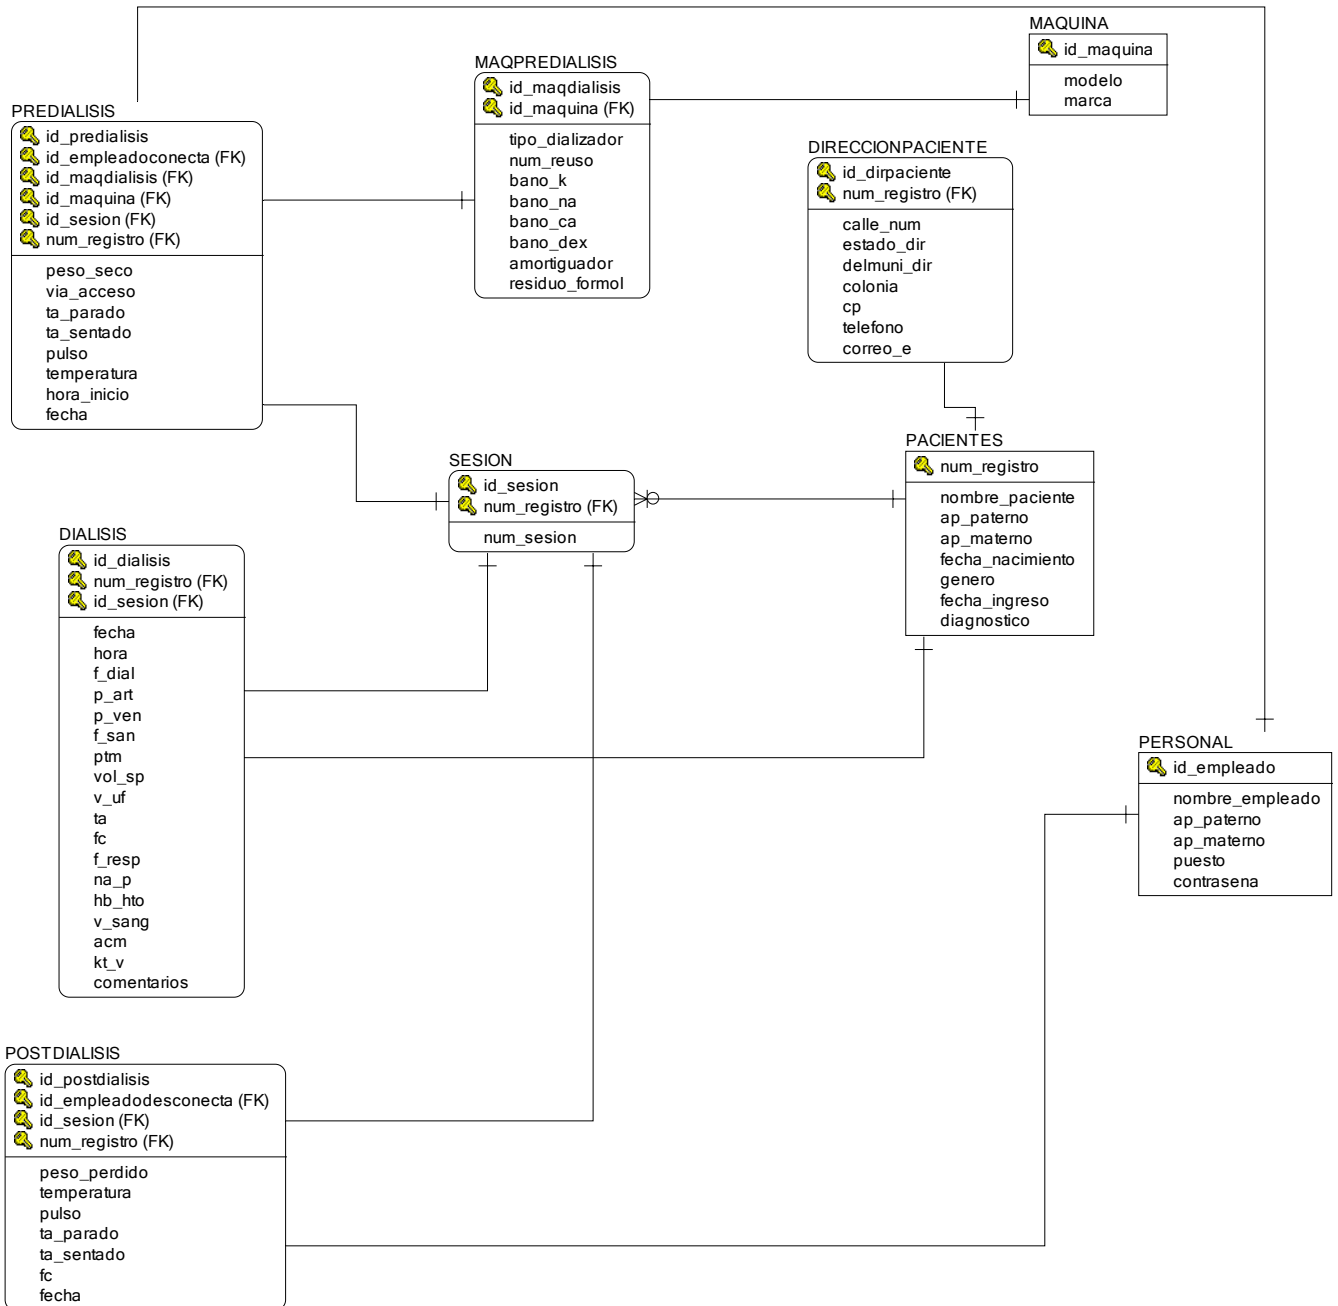 MAQUINA
id_maquina
modelo
marca
MAQPREDIALISIS
id_maqdialisis
id_maquina (FK)
tipo_dializador
num_reuso
bano_k
bano_na
bano_ca
bano_dex
amortiguador
residuo_formol
PREDIALISIS
id_predialisis
id_empleadoconecta (FK)
id_maqdialisis (FK)
id_maquina (FK)
id_sesion (FK)
num_registro (FK)
peso_seco
via_acceso
ta_parado
ta_sentado
pulso
temperatura
hora_inicio
fecha
DIRECCIONPACIENTE
id_dirpaciente
num_registro (FK)
calle_num
estado_dir
delmuni_dir
colonia
cp
telefono
correo_e
PACIENTES
num_registro
nombre_paciente
ap_paterno
ap_materno
fecha_nacimiento
genero
fecha_ingreso
diagnostico
SESION
id_sesion
num_registro (FK)
num_sesion
DIALISIS
id_dialisis
num_registro (FK)
id_sesion (FK)
fecha
hora
f_dial
p_art
p_ven
f_san
ptm
vol_sp
v_uf
ta
fc
f_resp
na_p
hb_hto
v_sang
acm
kt_v
comentarios
PERSONAL
id_empleado
nombre_empleado
ap_paterno
ap_materno
puesto
contrasena
POSTDIALISIS
id_postdialisis
id_empleadodesconecta (FK)
id_sesion (FK)
num_registro (FK)
peso_perdido
temperatura
pulso
ta_parado
ta_sentado
fc
fecha